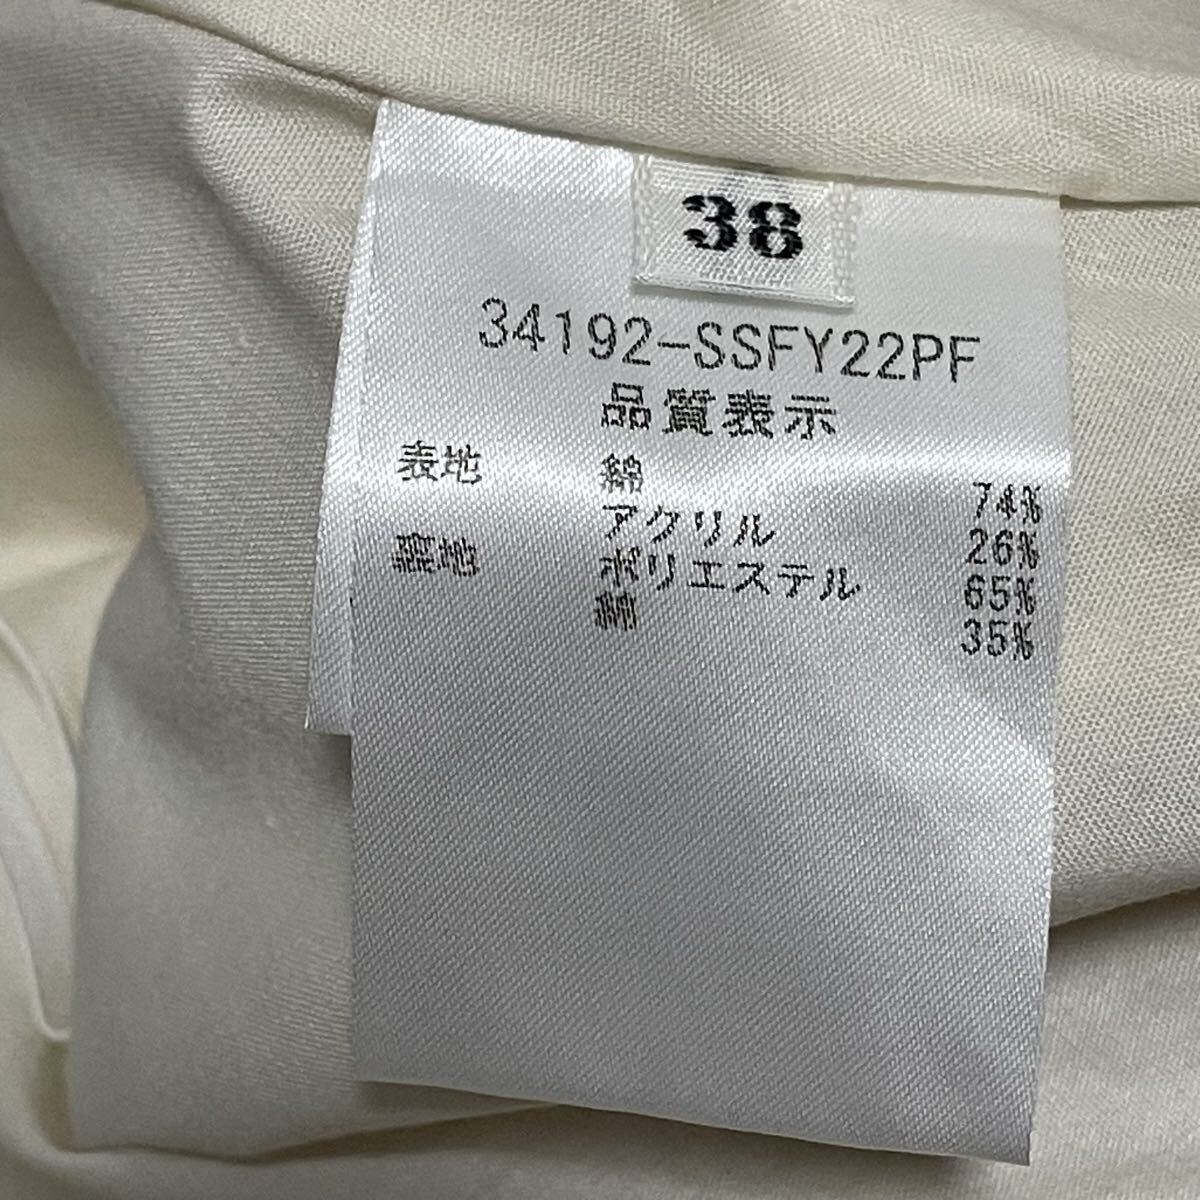 38
34192-SSFY22PF
品質表示
表地 綿 74%
アクリル 26%
裏地 ポリエステル 65%
綿 35%